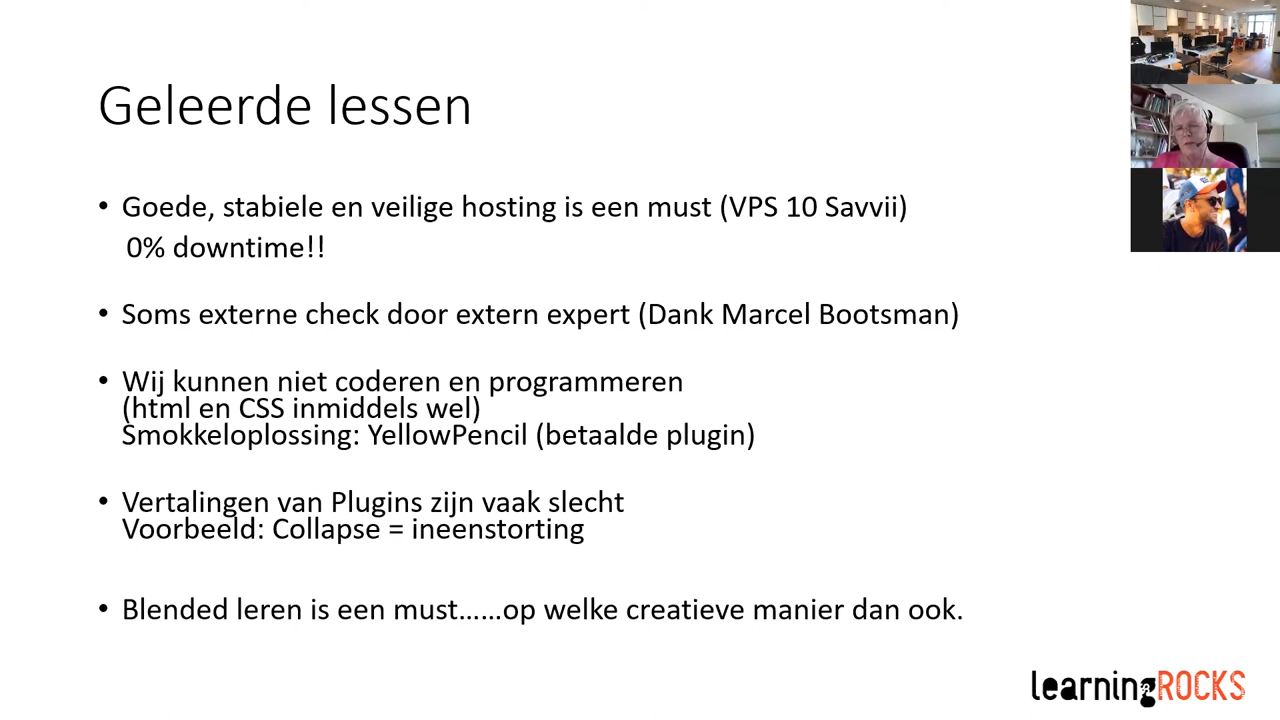 Geleerde lessen
• Goede, stabiele en veilige hosting is een must (VPS 10 Savvii)
0% downtime!!
• Soms externe check door extern expert (Dank Marcel Bootsman)
• Wij kunnen niet coderen en programmeren
(html en CSS inmiddels wel)
Smokkeloplossing: YellowPencil (betaalde plugin)
• Vertalingen van Plugins zijn vaak slecht
Voorbeeld: Collapse = ineenstorting
• Blended leren is een must......op welke creatieve manier dan ook.
learningROCKS